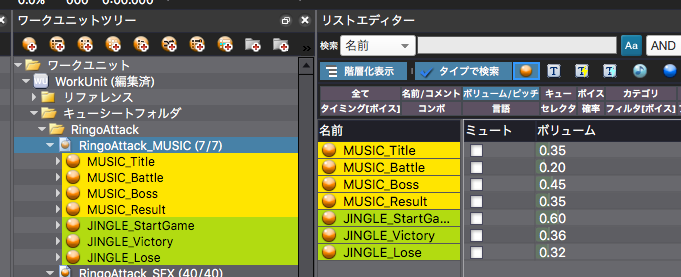 0.0%
000
ワークユニットツリー
ワークユニット
WorkUnit (編集済)
リファレンス
キューシートフォルダ
RingoAttack
RingoAttack_MUSIC (7/7)
MUSIC_Title
MUSIC_Battle
MUSIC_Boss
MUSIC_Result
JINGLE_StartGame
JINGLE_Victory
JINGLE_Lose
RingoAttack_SFX (40/40)
リストエディター
検索 名前 Aa AND
階層化表示 タイプで検索
全て 名前/コメント ボリューム/ピッチ キュー ボイス カテゴリ
タイミング[ボイス] コンボ 言語 セレクタ 確率 フィルタ[ボイス]
名前 ミュート ボリューム
MUSIC_Title 0.35
MUSIC_Battle 0.20
MUSIC_Boss 0.45
MUSIC_Result 0.35
JINGLE_StartGa... 0.60
JINGLE_Victory 0.36
JINGLE_Lose 0.32